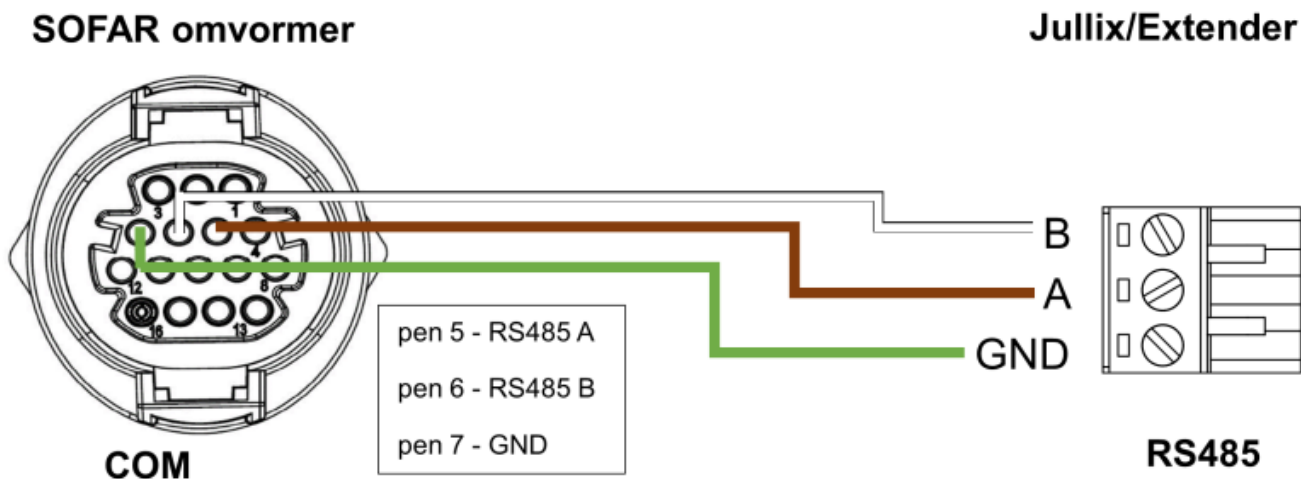 SOFAR omvormer
Jullix/Extender
3 1
4
12 8
16 13
B
A
GND
pen 5 - RS485 A
pen 6 - RS485 B
pen 7 - GND
COM
RS485